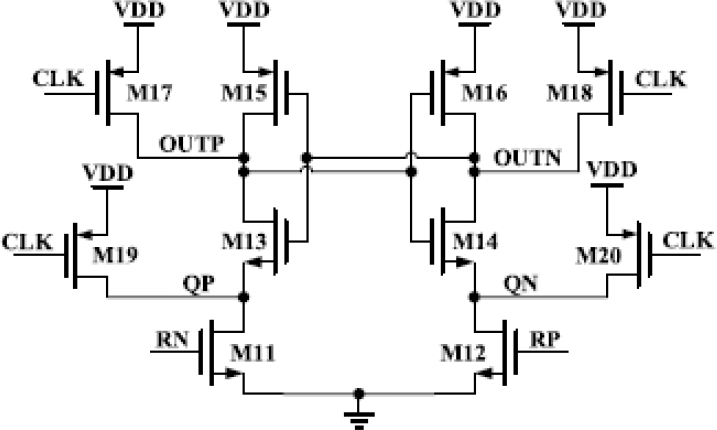 VDD VDD VDD VDD
CLK M17 M15 M16 M18 CLK
OUTP OUTN
VDD VDD
CLK M19 M13 M14 M20 CLK
QP QN
RN M11 M12 RP